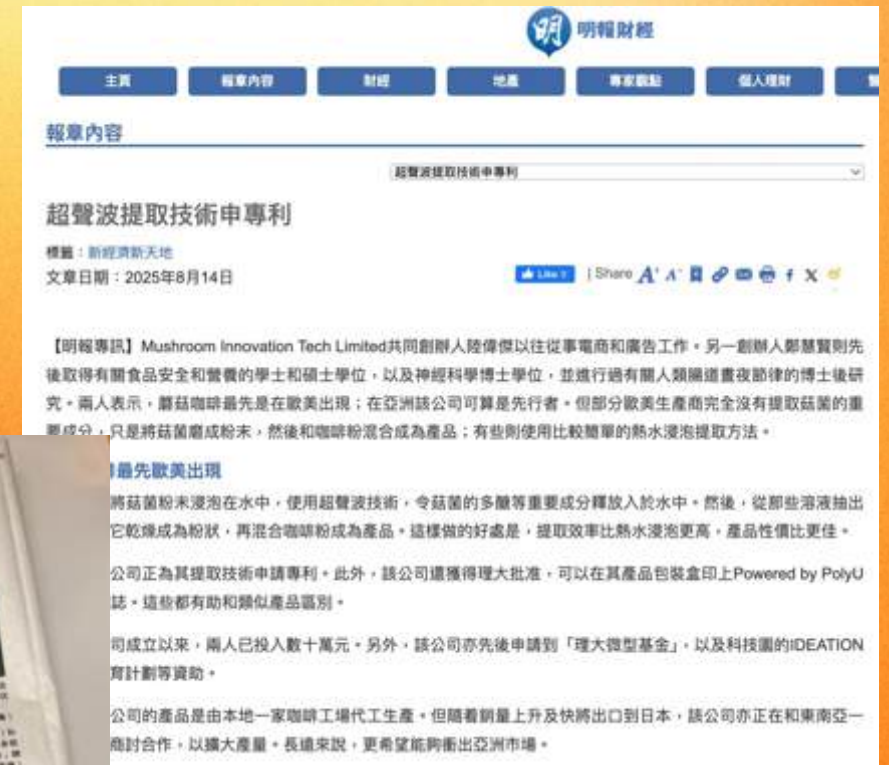 明報財經
主頁 報章內容 財經 地產 專家觀點 個人理財
報章內容
超聲波提取技術申專利
超聲波提取技術申專利
標籤：新經濟新天地
文章日期：2025年8月14日
Like | Share A+ A-
【明報專訊】Mushroom Innovation Tech Limited共同創辦人陸偉傑以往從事電商和廣告工作。另一創辦人鄭慧賢則先
後取得有關食品安全和營養的學士和碩士學位，以及神經科學博士學位，並進行過有關人類腸道晝夜節律的博士後研
究。兩人表示，蘑菇咖啡最先是在歐美出現；在亞洲該公司可算是先行者。但部分歐美生產商完全沒有提取菇菌的重
要成分，只是將菇菌磨成粉末，然後和咖啡粉混合成為產品；有些則使用比較簡單的熱水浸泡提取方法。
最先歐美出現
將菇菌粉末浸泡在水中，使用超聲波技術，令菇菌的多醣等重要成分釋放入於水中。然後，從那些溶液抽出
它乾燥成為粉狀，再混合咖啡粉成為產品。這樣做的好處是，提取效率比熱水浸泡更高，產品性價比更佳。
公司正為其提取技術申請專利。此外，該公司還獲得理大批准，可以在其產品包裝盒印上Powered by PolyU
誌。這些都有助和類似產品區別。
司成立以來，兩人已投入數十萬元。另外，該公司亦先後申請到「理大微型基金」，以及科技園的IDEATION
育計劃等資助。
公司的產品是由本地一家咖啡工場代工生產。但隨着銷量上升及快將出口到日本，該公司亦正在和東南亞一
商討合作，以擴大產量。長遠來說，更希望能夠衝出亞洲市場。